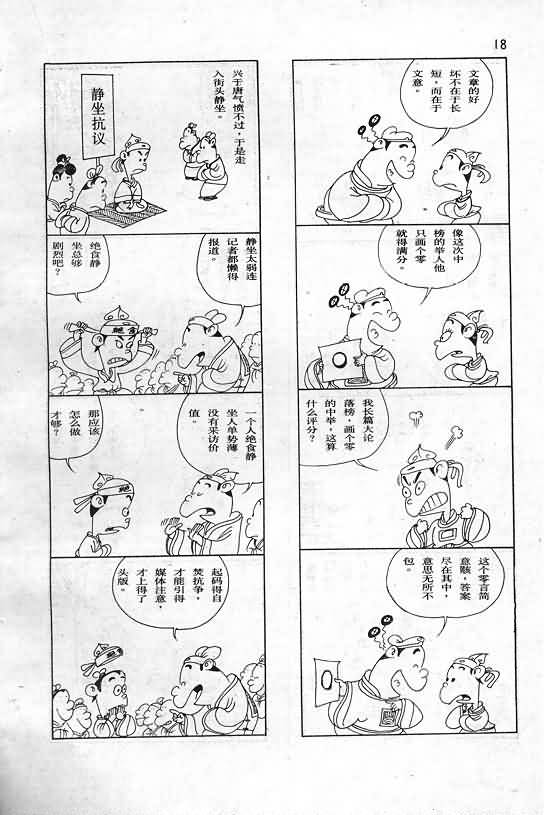 18
文章的好
坏不在于长
短，而在于
文意。
像这次中
榜的举人他
只画个零
就得满分。
我长篇大论
落榜，画个零
的中举，这算
什么评分？
这个零言简
意赅，答案
尽在其中，
意思无所不
包。
兴于唐气愤不过，于是走
入街头静坐。
静坐抗议
静坐太弱连
记者都懒得
报道。
绝食静
坐总够
剧烈吧？
绝食
一个人绝食静
坐人单势薄
没有采访价
值。
那应该
怎么做
才够？
绝
起码得自
焚抗争，
才能引得
媒体注意，
才上得了
头版。